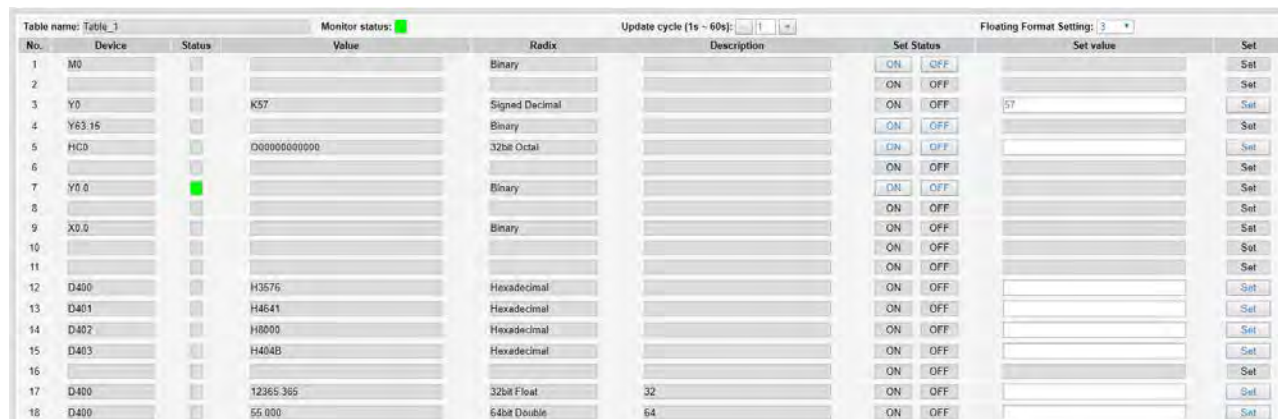 Table name: Table_1 Monitor status: Update cycle (1s ~ 60s): - 1 + Floating Format Setting: 3
No. Device Status Value Radix Description Set Status Set value Set
1 M0 Binary ON OFF Set
2 ON OFF Set
3 Y0 K57 Signed Decimal ON OFF 57 Set
4 Y63.15 Binary ON OFF Set
5 HC0 O00000000000 32bit Octal ON OFF Set
6 ON OFF Set
7 Y0.0 Binary ON OFF Set
8 ON OFF Set
9 X0.0 Binary ON OFF Set
10 ON OFF Set
11 ON OFF Set
12 D400 H3576 Hexadecimal ON OFF Set
13 D401 H4641 Hexadecimal ON OFF Set
14 D402 H8000 Hexadecimal ON OFF Set
15 D403 H404B Hexadecimal ON OFF Set
16 ON OFF Set
17 D400 12365.365 32bit Float 32 ON OFF Set
18 D400 55.000 64bit Double 64 ON OFF Set